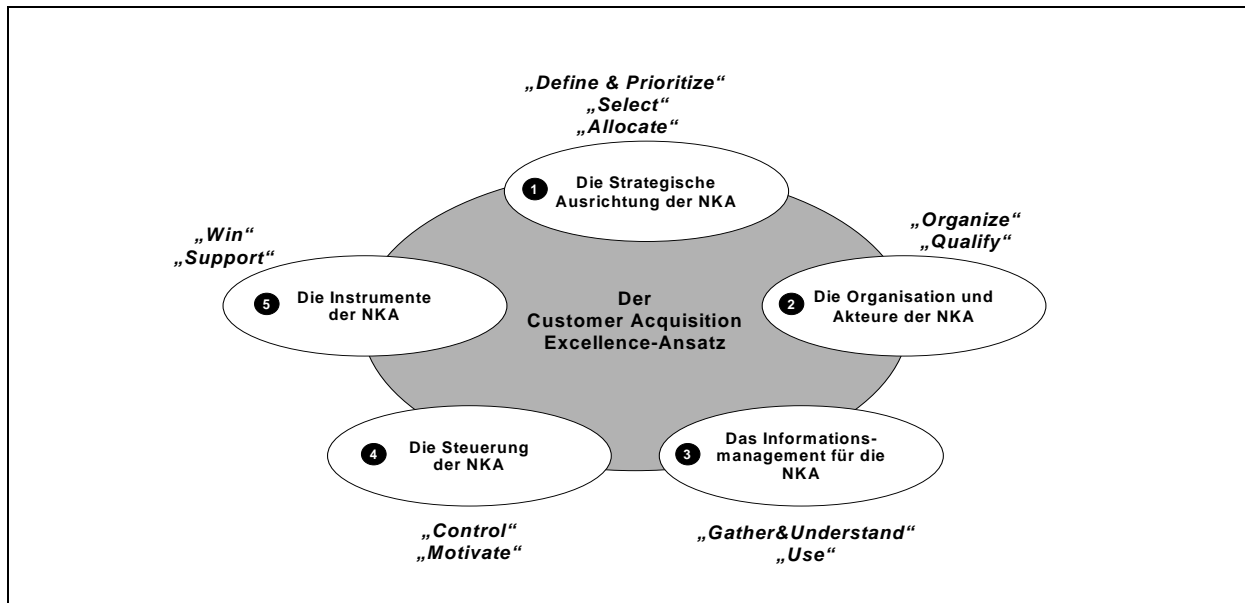 „Define & Prioritize“
„Select“
„Allocate“
1
Die Strategische
Ausrichtung der NKA
„Organize“
„Qualify“
2
Die Organisation und
Akteure der NKA
„Gather&Understand“
„Use“
3
Das Informations-
management für die
NKA
„Control“
„Motivate“
4
Die Steuerung
der NKA
„Win“
„Support“
5
Die Instrumente
der NKA
Der
Customer Acquisition
Excellence-Ansatz